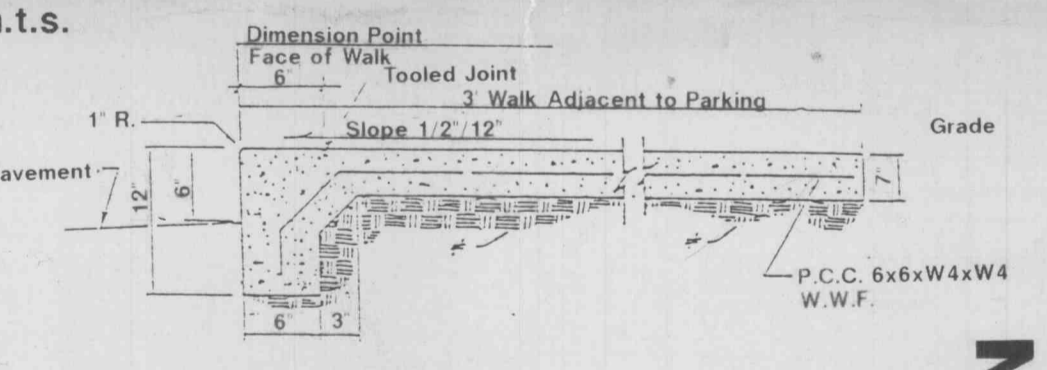 n.t.s.
Dimension Point
Face of Walk
6"
Tooled Joint
3' Walk Adjacent to Parking
1" R.
Slope 1/2"/12"
Grade
avement
12"
6"
7"
P.C.C. 6x6xW4xW4
W.W.F.
6"
3"